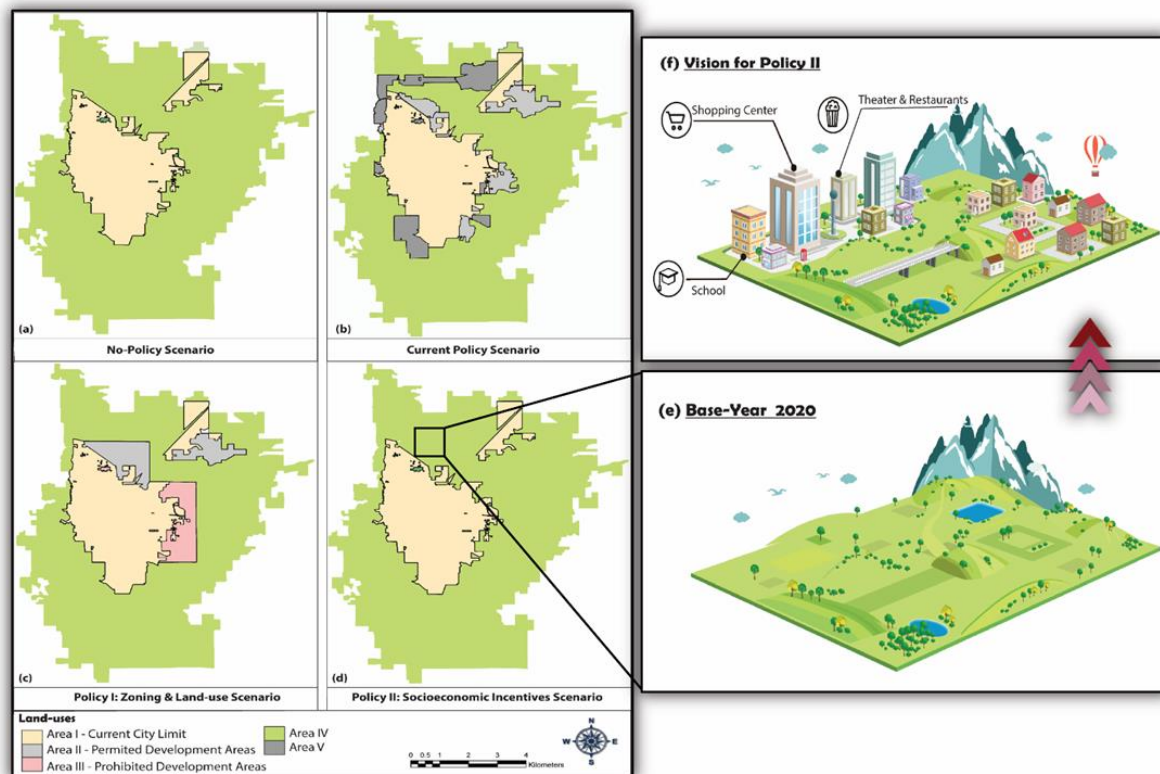 (a)
No-Policy Scenario
(b)
Current Policy Scenario
(c)
Policy I: Zoning & Land-use Scenario
(d)
Policy II: Socioeconomic Incentives Scenario
Land-uses
Area I - Current City Limit
Area II - Permited Development Areas
Area III - Prohibited Development Areas
Area IV
Area V
0 0.5 1 2 3 4
Kilometers
N
W E
S
(f) Vision for Policy II
Shopping Center
Theater & Restaurants
School
(e) Base-Year 2020